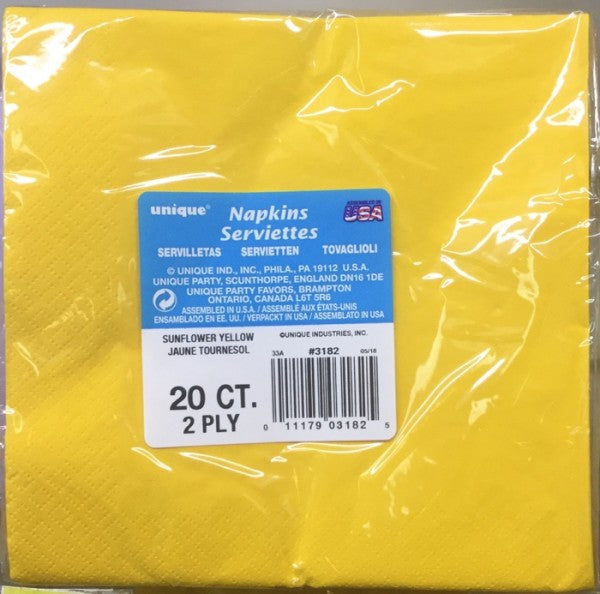 unique®
Napkins
Serviettes
ASSEMBLED IN
USA
SERVILLETAS SERVIETTEN TOVAGLIOLI
© UNIQUE IND., INC., PHILA., PA 19112 U.S.A.
UNIQUE PARTY, SCUNTHORPE, ENGLAND DN16 1DE
UNIQUE PARTY FAVORS, BRAMPTON
ONTARIO, CANADA L6T 5R6
ASSEMBLED IN U.S.A. / ASSEMBLÉ AUX ÉTATS-UNIS
ENSAMBLADO EN EE. UU. / VERPACKT IN USA / ASSEMBLATO IN USA
SUNFLOWER YELLOW
JAUNE TOURNESOL
©UNIQUE INDUSTRIES, INC.
33A #3182 05/18
20 CT.
2 PLY
0 11179 03182 5